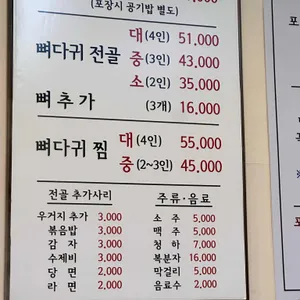 (포장시 공기밥 별도)
뼈다귀 전골 대(4인) 51,000
중(3인) 43,000
소(2인) 35,000
뼈 추가 (3개) 16,000
뼈다귀 찜 대(4인) 55,000
중(2~3인) 45,000
전골 추가사리
우거지 추가 3,000
볶음밥 3,000
감자 3,000
수제비 3,000
당면 2,000
라면 2,000
주류·음료
소주 5,000
맥주 5,000
청하 7,000
복분자 16,000
막걸리 5,000
음료수 2,000